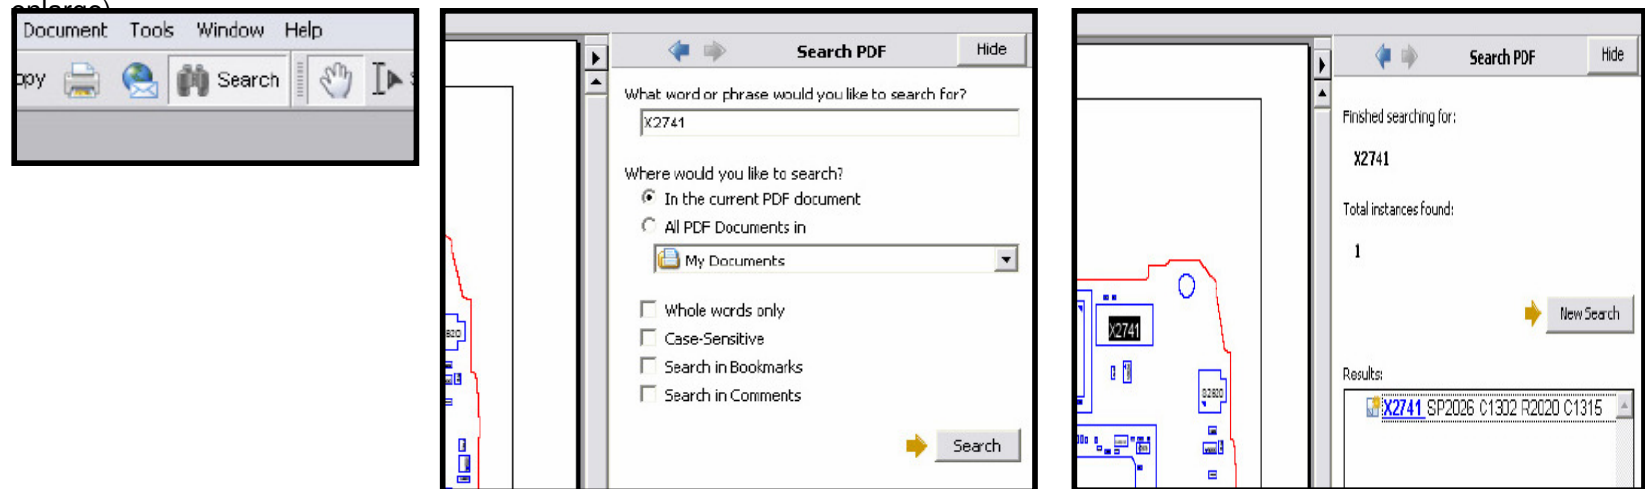 enlarge)
Document Tools Window Help
opy Search
Search PDF Hide
What word or phrase would you like to search for?
X2741
Where would you like to search?
In the current PDF document
All PDF Documents in
My Documents
Whole words only
Case-Sensitive
Search in Bookmarks
Search in Comments
Search
Search PDF Hide
Finished searching for:
X2741
Total instances found:
1
New Search
Results:
X2741 SP2026 C1302 R2020 C1315
X2741